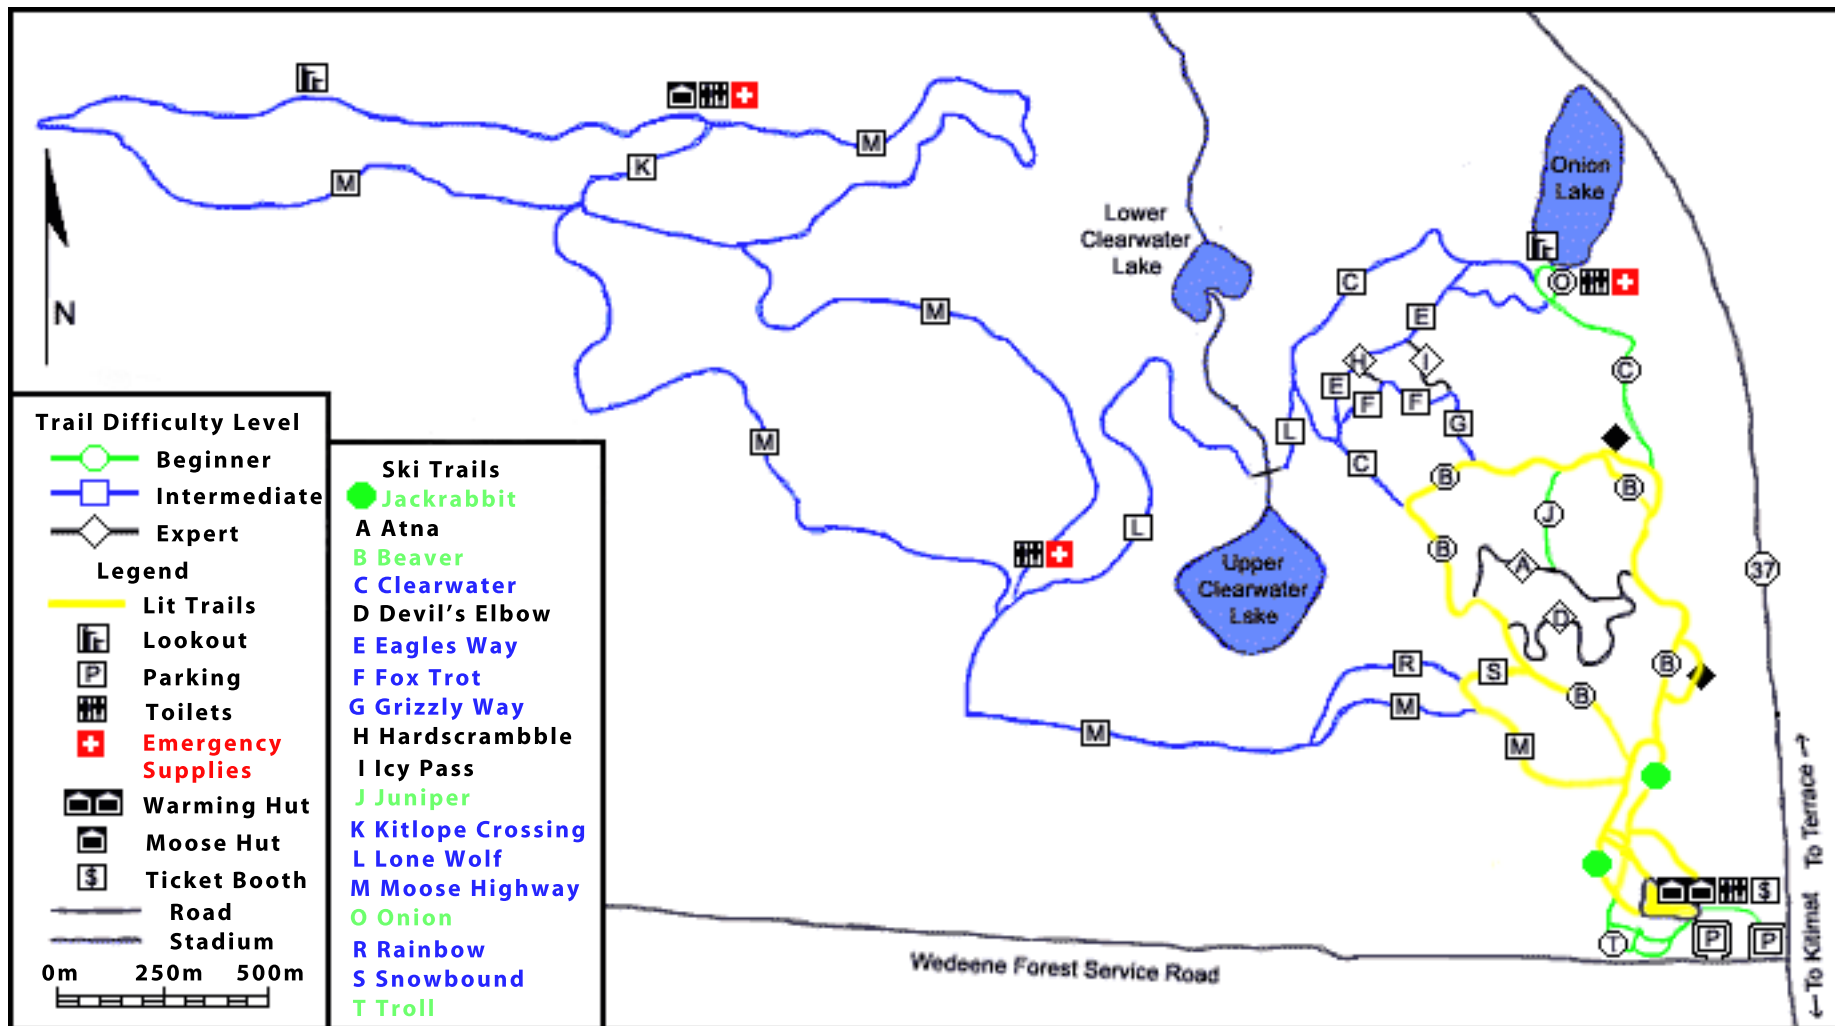 Onion
Lake
Lower
Clearwater
Lake
K
M
M
C
O
N
M
E
H
I
C
E
F
F
G
L
M
C
B
B
L
J
B
A
37
Upper
Clearwater
Lake
D
R
S
B
B
M
M
M
To Terrace
To Kitimat
$
T
P
P
Wedeene Forest Service Road
Trail Difficulty Level
Beginner
Intermediate
Expert
Legend
Lit Trails
Lookout
P Parking
Toilets
Emergency
Supplies
Warming Hut
Moose Hut
$ Ticket Booth
Road
Stadium
0m 250m 500m
Ski Trails
Jackrabbit
A Atna
B Beaver
C Clearwater
D Devil's Elbow
E Eagles Way
F Fox Trot
G Grizzly Way
H Hardscrambble
I Icy Pass
J Juniper
K Kitlope Crossing
L Lone Wolf
M Moose Highway
O Onion
R Rainbow
S Snowbound
T Troll